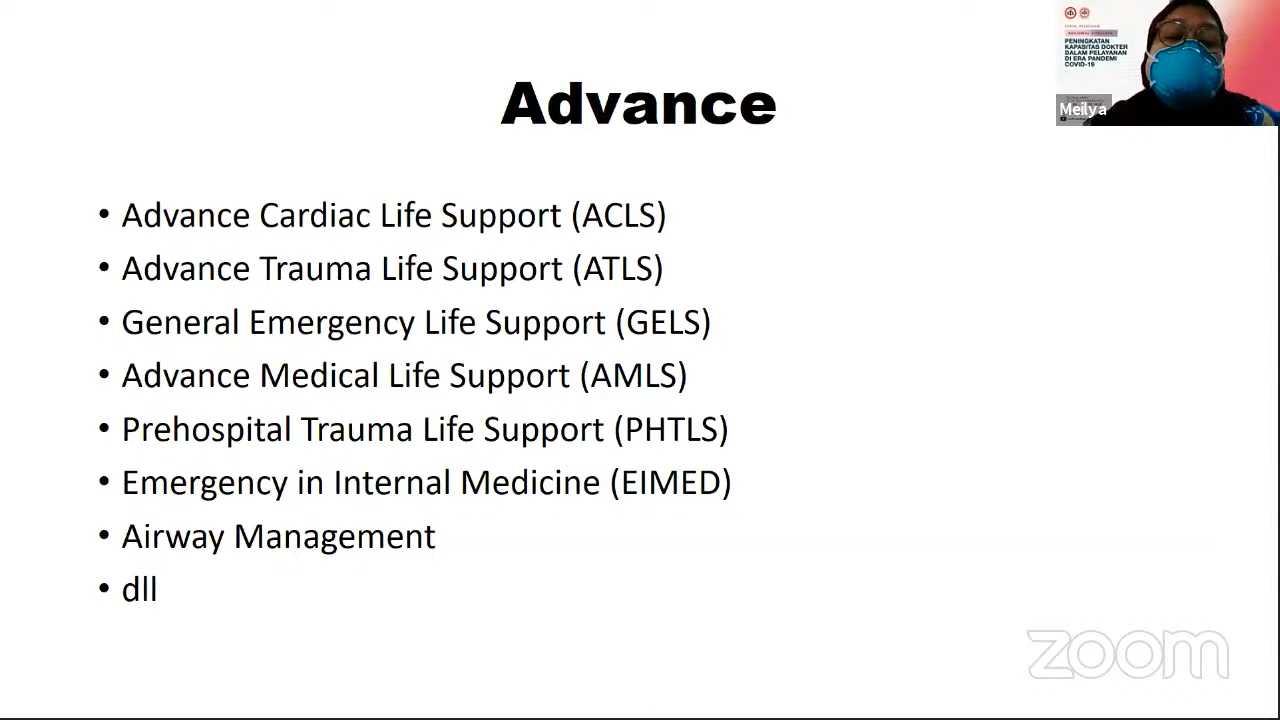 Advance
• Advance Cardiac Life Support (ACLS)
• Advance Trauma Life Support (ATLS)
• General Emergency Life Support (GELS)
• Advance Medical Life Support (AMLS)
• Prehospital Trauma Life Support (PHTLS)
• Emergency in Internal Medicine (EIMED)
• Airway Management
• dll
PENINGKATAN
KAPASITAS DOKTER
DALAM PELAYANAN
DI ERA PANDEMI
COVID-19
Meilya
zoom